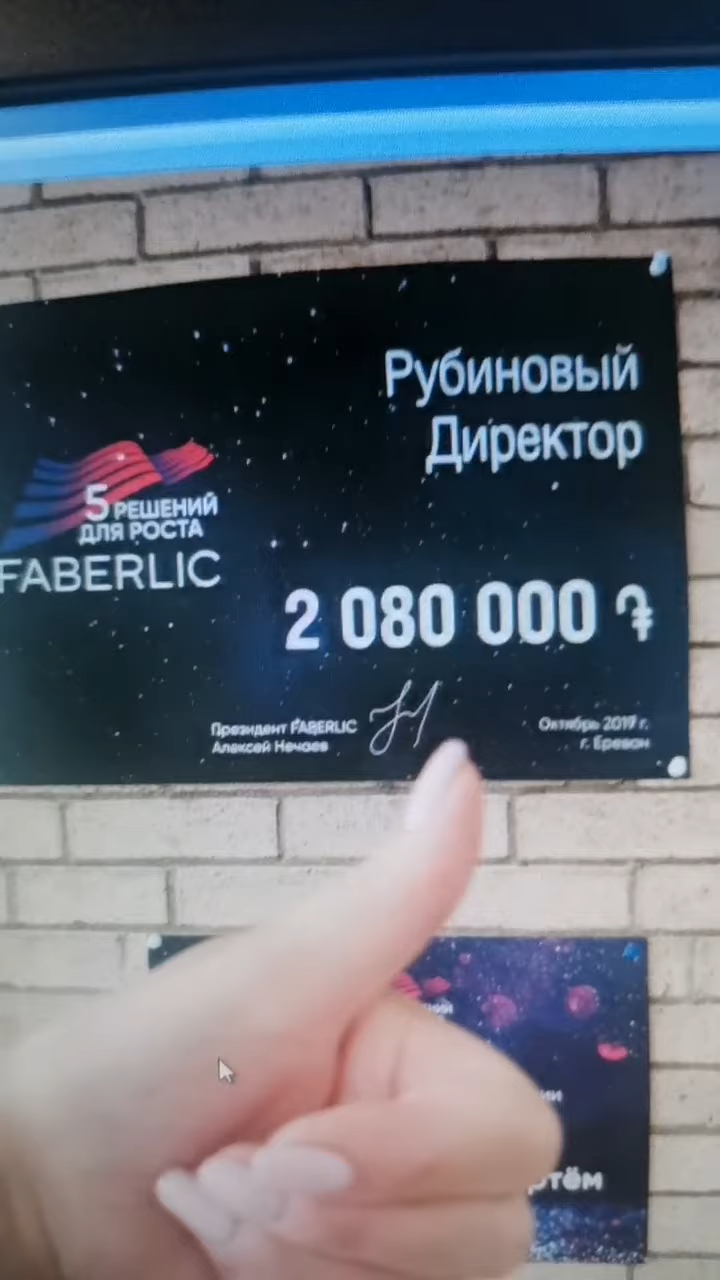 Рубиновый
Директор
5 РЕШЕНИЙ
ДЛЯ РОСТА
FABERLIC
2 080 000 ֏
Президент FABERLIC
Алексей Нечаев
Октябрь 2019 г.
г. Ереван